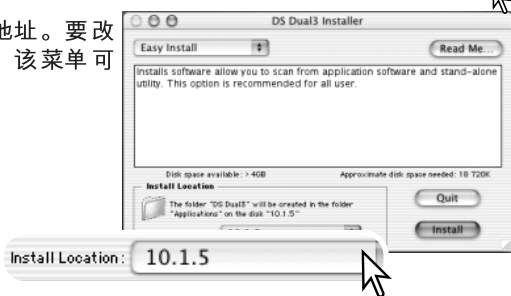 地址。要改
该菜单可
DS Dual3 Installer
Easy Install
Read Me...
Installs software allow you to scan from application software and stand-alone
utility. This option is recommended for all user.
Disk space available: > 4GB
Approximate disk space needed: 18 720K
Install Location
The folder "DS Dual3" will be created in the folder
"Applications" on the disk "10.1.5"
Quit
Install
Install Location:
10.1.5